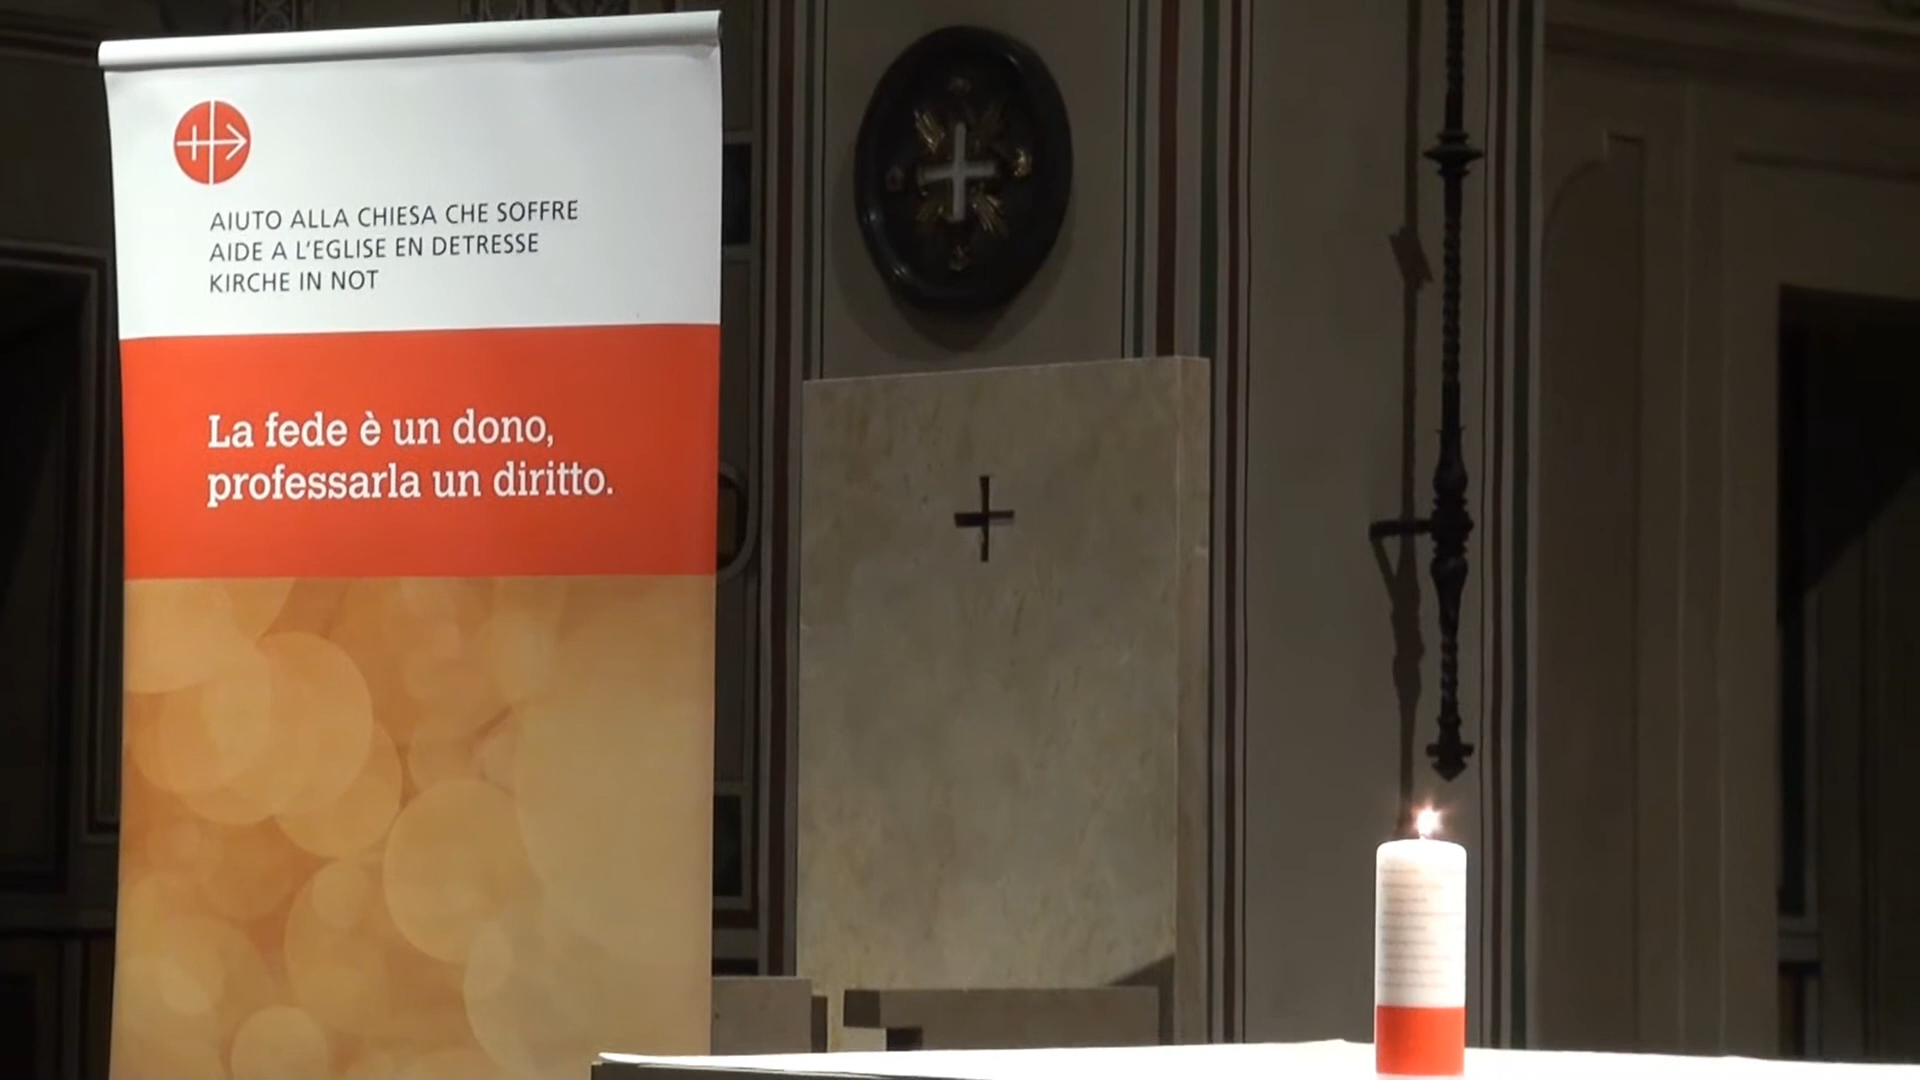 AIUTO ALLA CHIESA CHE SOFFRE
AIDE A L'EGLISE EN DETRESSE
KIRCHE IN NOT
La fede è un dono,
professarla un diritto.